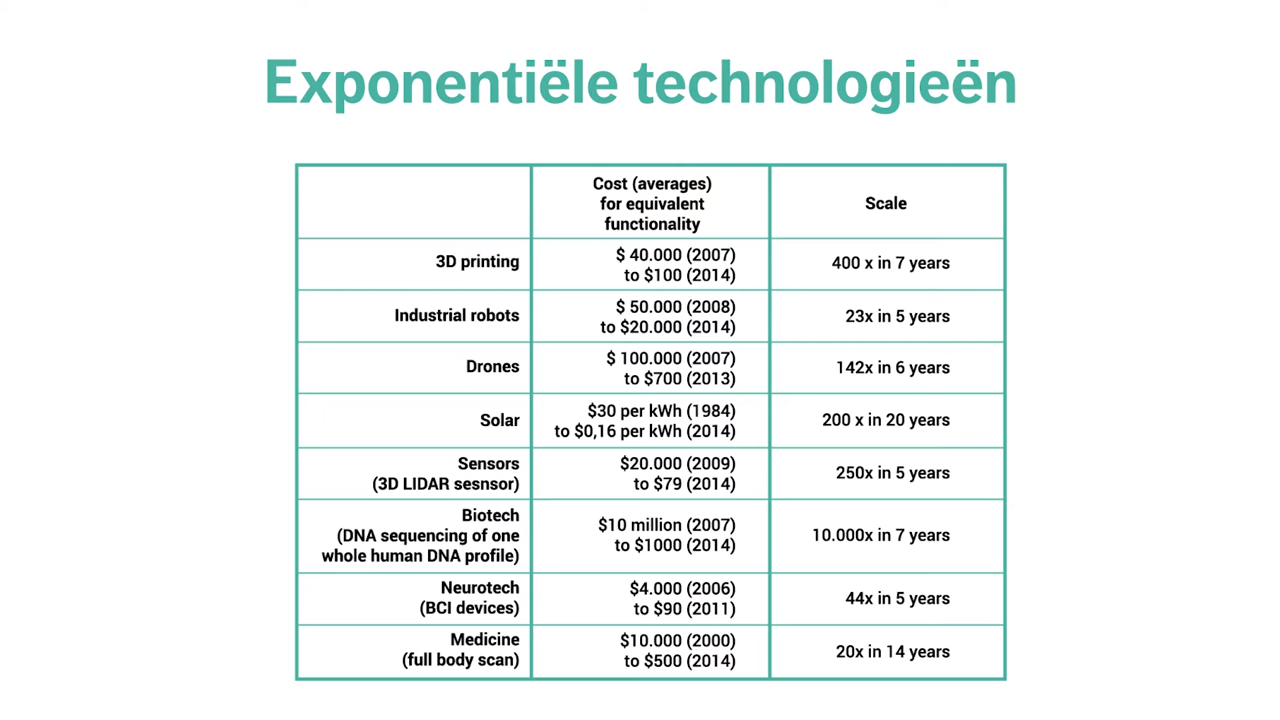 Exponentiële technologieën
Cost (averages)
for equivalent
functionality
Scale
3D printing
$ 40.000 (2007)
to $100 (2014)
400 x in 7 years
Industrial robots
$ 50.000 (2008)
to $20.000 (2014)
23x in 5 years
Drones
$ 100.000 (2007)
to $700 (2013)
142x in 6 years
Solar
$30 per kWh (1984)
to $0,16 per kWh (2014)
200 x in 20 years
Sensors
(3D LIDAR sesnsor)
$20.000 (2009)
to $79 (2014)
250x in 5 years
Biotech
(DNA sequencing of one
whole human DNA profile)
$10 million (2007)
to $1000 (2014)
10.000x in 7 years
Neurotech
(BCI devices)
$4.000 (2006)
to $90 (2011)
44x in 5 years
Medicine
(full body scan)
$10.000 (2000)
to $500 (2014)
20x in 14 years